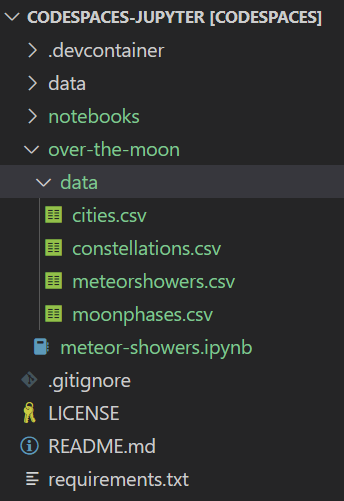 CODESPACES-JUPYTER [CODESPACES]
.devcontainer
data
notebooks
over-the-moon
data
cities.csv
constellations.csv
meteorshowers.csv
moonphases.csv
meteor-showers.ipynb
.gitignore
LICENSE
README.md
requirements.txt